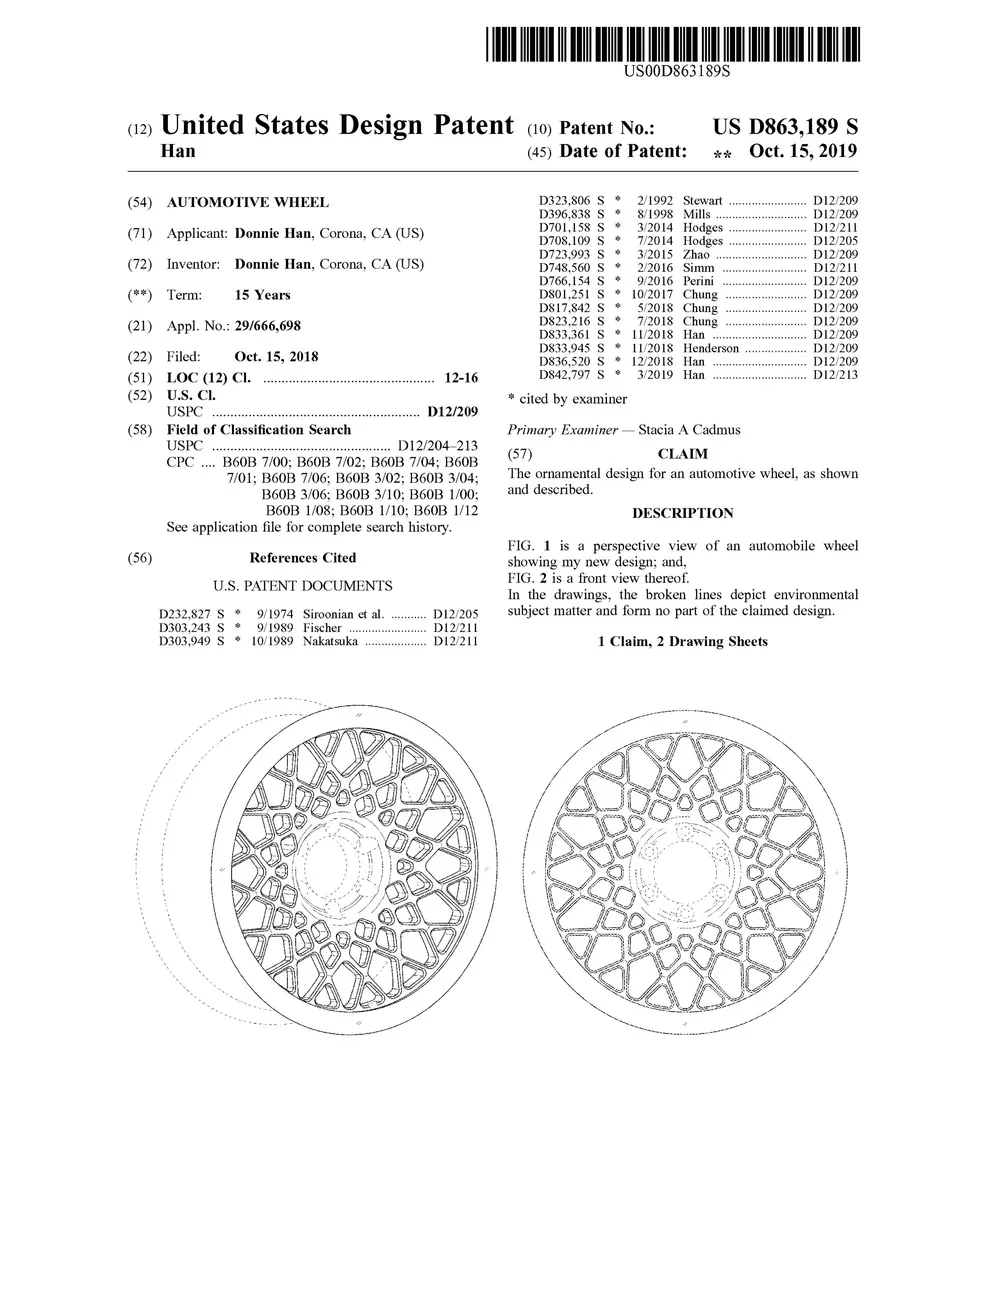 US00D863189S
(12) United States Design Patent
Han
(10) Patent No.: US D863,189 S
(45) Date of Patent: ** Oct. 15, 2019
(54) AUTOMOTIVE WHEEL
(71) Applicant: Donnie Han, Corona, CA (US)
(72) Inventor: Donnie Han, Corona, CA (US)
(**) Term: 15 Years
(21) Appl. No.: 29/666,698
(22) Filed: Oct. 15, 2018
(51) LOC (12) Cl. ............................................... 12-16
(52) U.S. Cl.
USPC ......................................................... D12/209
(58) Field of Classification Search
USPC ................................................. D12/204–213
CPC .... B60B 7/00; B60B 7/02; B60B 7/04; B60B
7/01; B60B 7/06; B60B 3/02; B60B 3/04;
B60B 3/06; B60B 3/10; B60B 1/00;
B60B 1/08; B60B 1/10; B60B 1/12
See application file for complete search history.
(56) References Cited
U.S. PATENT DOCUMENTS
D232,827 S * 9/1974 Siroonian et al. ........... D12/205
D303,243 S * 9/1989 Fischer ........................ D12/211
D303,949 S * 10/1989 Nakatsuka ................... D12/211
D323,806 S * 2/1992 Stewart ........................ D12/209
D396,838 S * 8/1998 Mills ............................ D12/209
D701,158 S * 3/2014 Hodges ........................ D12/211
D708,109 S * 7/2014 Hodges ........................ D12/205
D723,993 S * 3/2015 Zhao ............................ D12/209
D748,560 S * 2/2016 Simm .......................... D12/211
D766,154 S * 9/2016 Perini .......................... D12/209
D801,251 S * 10/2017 Chung ......................... D12/209
D817,842 S * 5/2018 Chung ......................... D12/209
D823,216 S * 7/2018 Chung ......................... D12/209
D833,361 S * 11/2018 Han ............................. D12/209
D833,945 S * 11/2018 Henderson ................... D12/209
D836,520 S * 12/2018 Han ............................. D12/209
D842,797 S * 3/2019 Han ............................. D12/213
* cited by examiner
Primary Examiner — Stacia A Cadmus
(57) CLAIM
The ornamental design for an automotive wheel, as shown
and described.
DESCRIPTION
FIG. 1 is a perspective view of an automobile wheel
showing my new design; and,
FIG. 2 is a front view thereof.
In the drawings, the broken lines depict environmental
subject matter and form no part of the claimed design.
1 Claim, 2 Drawing Sheets